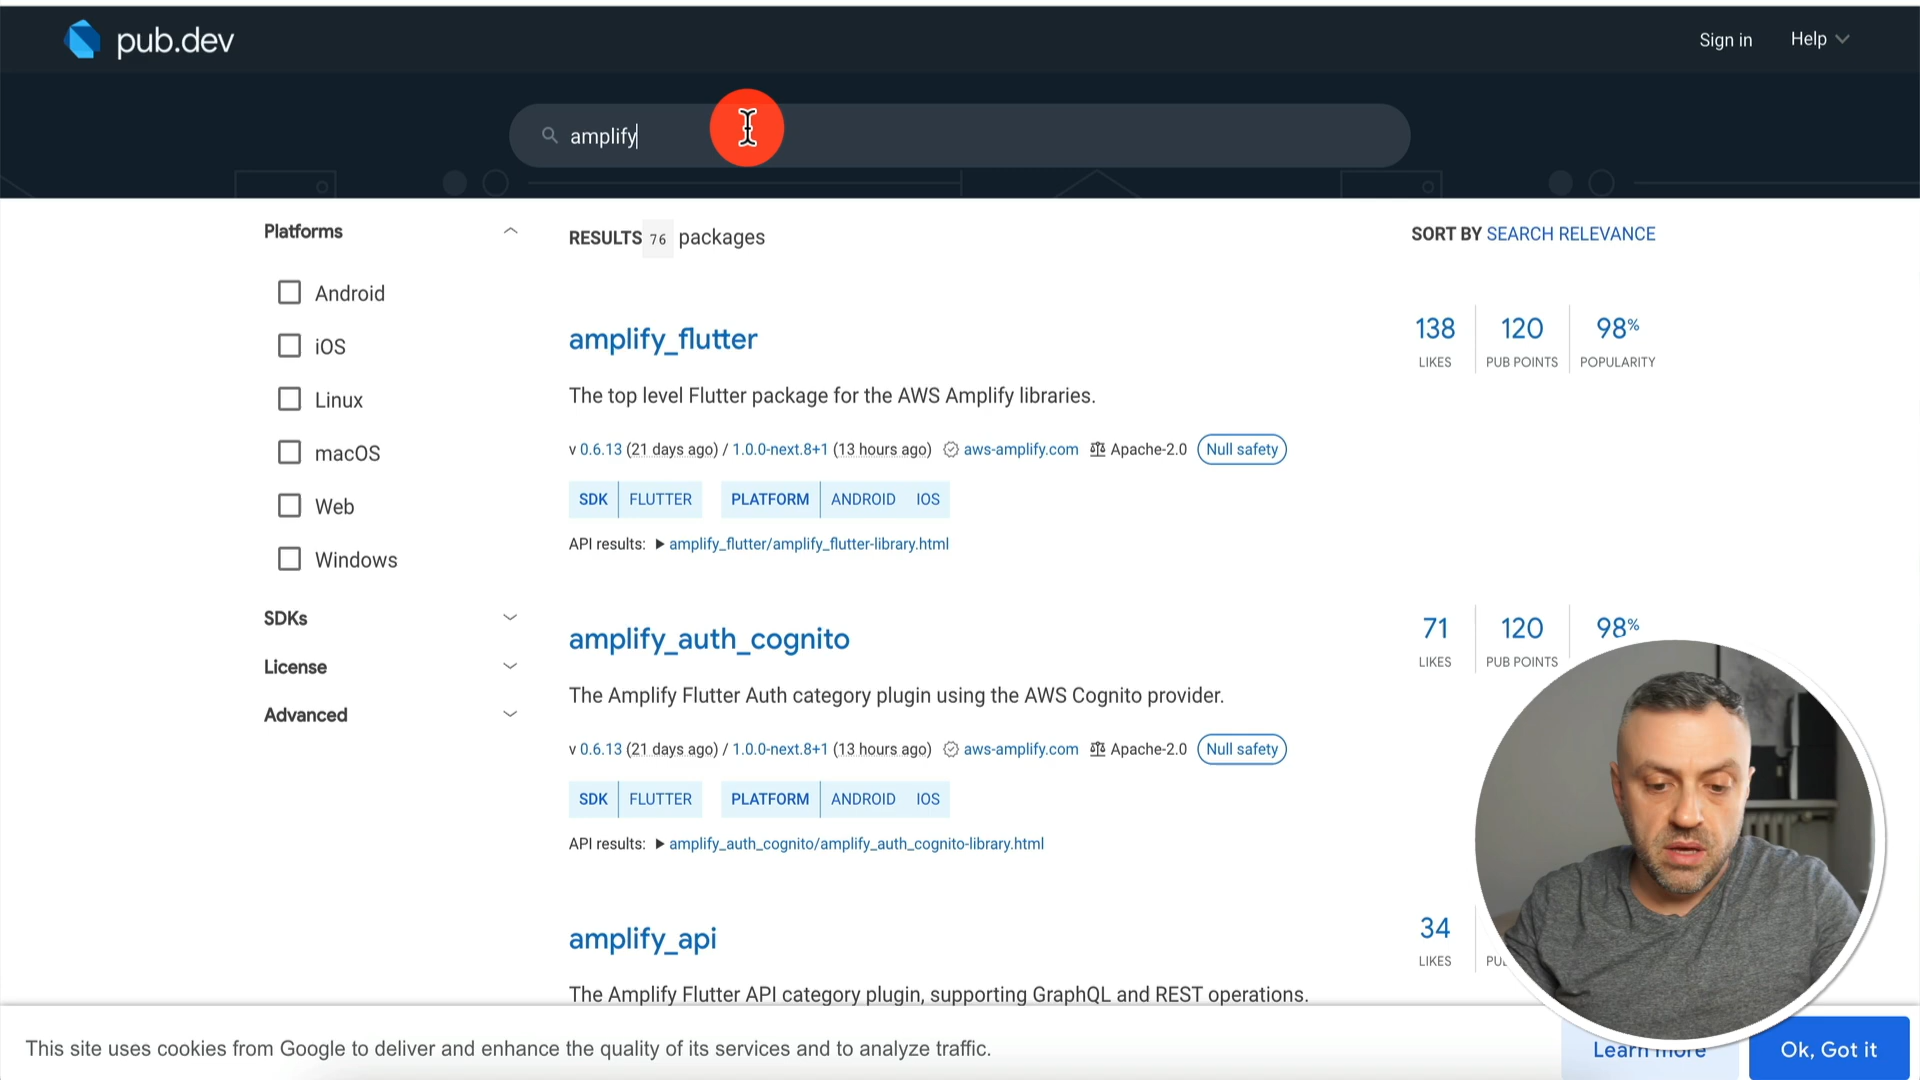 pub.dev
Sign in
Help
amplify
Platforms
RESULTS 76 packages
SORT BY SEARCH RELEVANCE
Android
iOS
Linux
macOS
Web
Windows
SDKs
License
Advanced
amplify_flutter
138 LIKES
120 PUB POINTS
98% POPULARITY
The top level Flutter package for the AWS Amplify libraries.
v 0.6.13 (21 days ago) / 1.0.0-next.8+1 (13 hours ago) aws-amplify.com Apache-2.0 Null safety
SDK FLUTTER PLATFORM ANDROID IOS
API results: ▶ amplify_flutter/amplify_flutter-library.html
amplify_auth_cognito
71 LIKES
120 PUB POINTS
98%
The Amplify Flutter Auth category plugin using the AWS Cognito provider.
v 0.6.13 (21 days ago) / 1.0.0-next.8+1 (13 hours ago) aws-amplify.com Apache-2.0 Null safety
SDK FLUTTER PLATFORM ANDROID IOS
API results: ▶ amplify_auth_cognito/amplify_auth_cognito-library.html
amplify_api
34 LIKES
The Amplify Flutter API category plugin, supporting GraphQL and REST operations.
This site uses cookies from Google to deliver and enhance the quality of its services and to analyze traffic.
Learn more
Ok, Got it